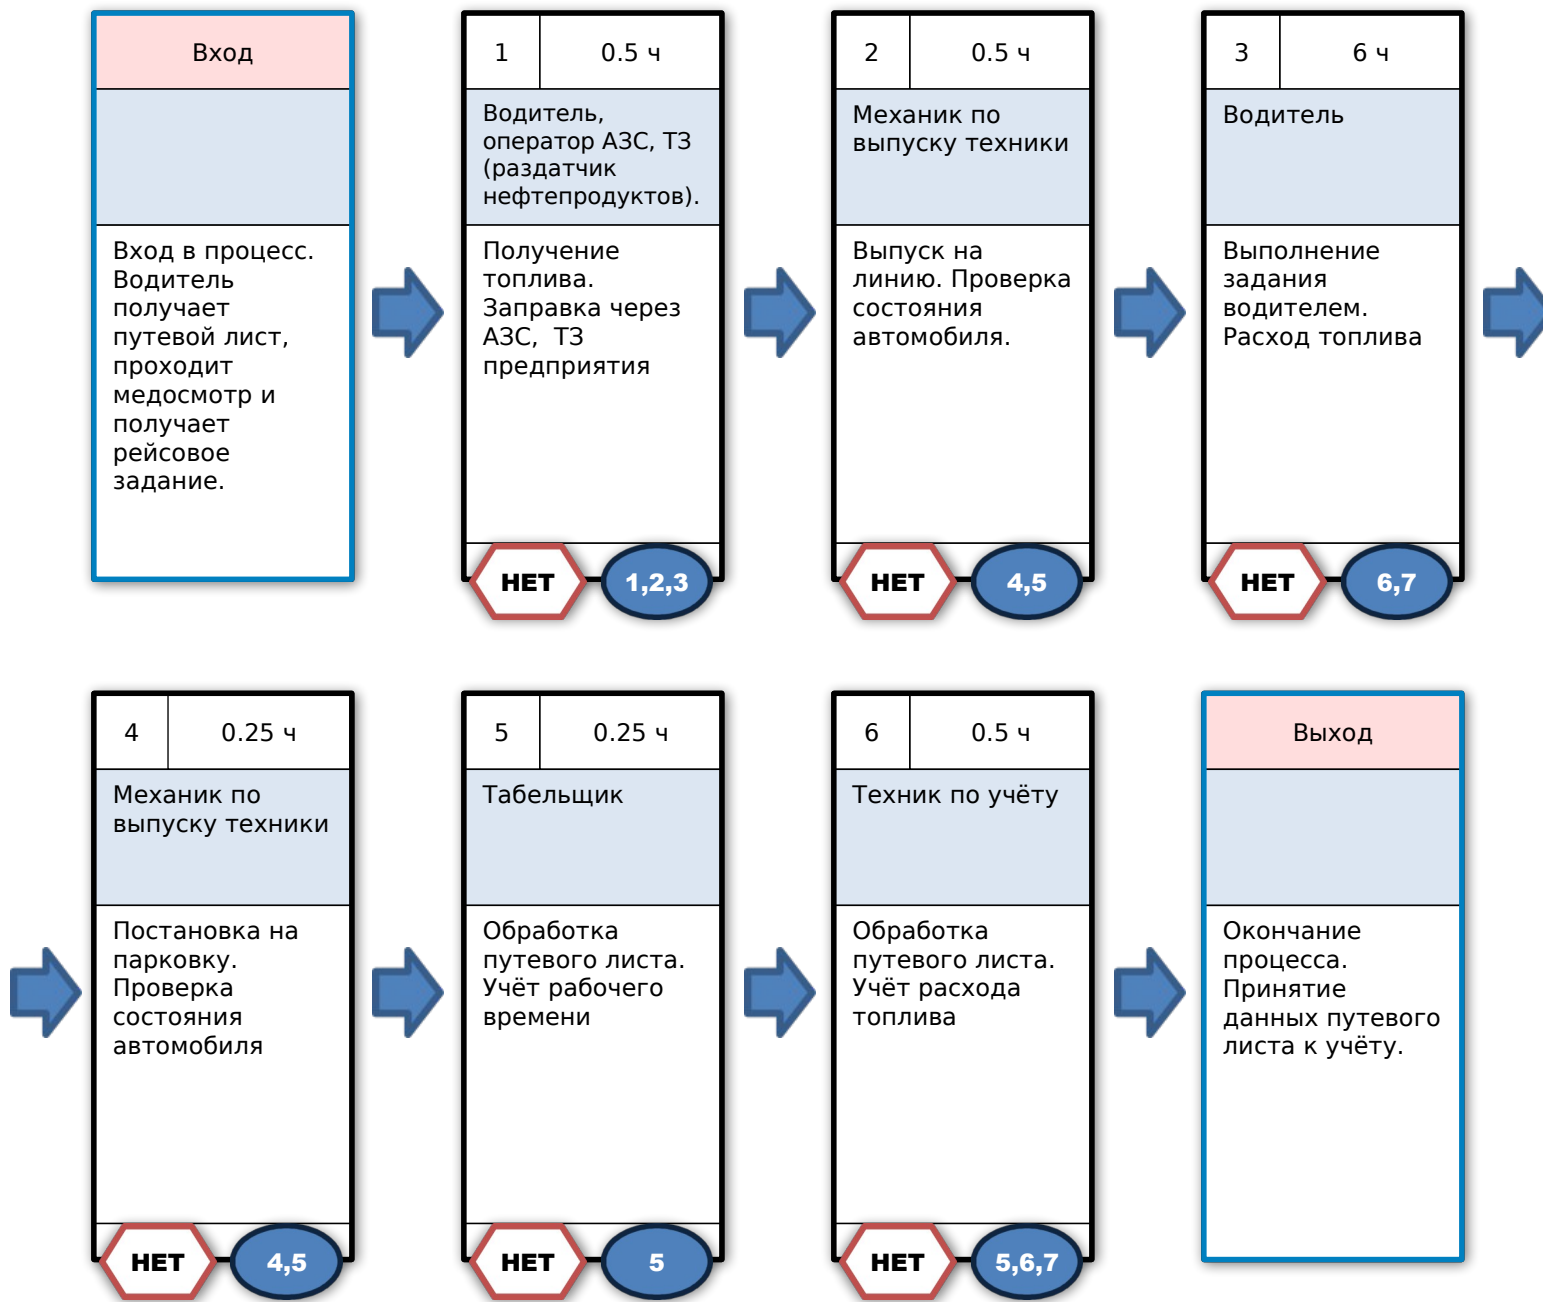 Вход
Вход в процесс.
Водитель
получает
путевой лист,
проходит
медосмотр и
получает
рейсовое
задание.
1
0.5 ч
Водитель,
оператор АЗС, ТЗ
(раздатчик
нефтепродуктов).
Получение
топлива.
Заправка через
АЗС,  ТЗ
предприятия
НЕТ
1,2,3
2
0.5 ч
Механик по
выпуску техники
Выпуск на
линию. Проверка
состояния
автомобиля.
НЕТ
4,5
3
6 ч
Водитель
Выполнение
задания
водителем.
Расход топлива
НЕТ
6,7
4
0.25 ч
Механик по
выпуску техники
Постановка на
парковку.
Проверка
состояния
автомобиля
НЕТ
4,5
5
0.25 ч
Табельщик
Обработка
путевого листа.
Учёт рабочего
времени
НЕТ
5
6
0.5 ч
Техник по учёту
Обработка
путевого листа.
Учёт расхода
топлива
НЕТ
5,6,7
Выход
Окончание
процесса.
Принятие
данных путевого
листа к учёту.